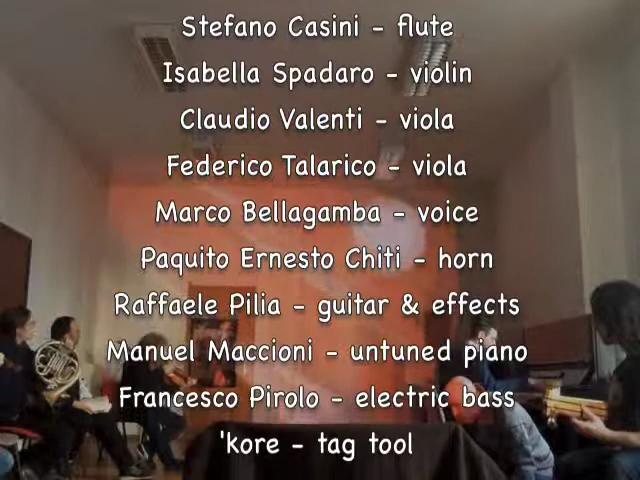 Stefano Casini - flute
Isabella Spadaro - violin
Claudio Valenti - viola
Federico Talarico - viola
Marco Bellagamba - voice
Paquito Ernesto Chiti - horn
Raffaele Pilia - guitar & effects
Manuel Maccioni - untuned piano
Francesco Pirolo - electric bass
'kore - tag tool